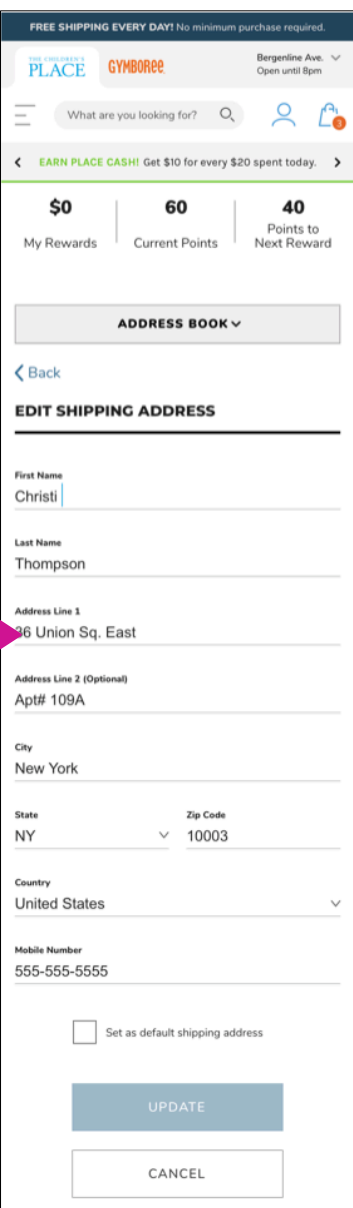 FREE SHIPPING EVERY DAY! No minimum purchase required.
THE CHILDREN'S
PLACE
GYMBOREE
Bergenline Ave.
Open until 8pm
What are you looking for?
3
EARN PLACE CASH! Get $10 for every $20 spent today.
$0
My Rewards
60
Current Points
40
Points to
Next Reward
ADDRESS BOOK
Back
EDIT SHIPPING ADDRESS
First Name
Christi
Last Name
Thompson
Address Line 1
36 Union Sq. East
Address Line 2 (Optional)
Apt# 109A
City
New York
State
NY
Zip Code
10003
Country
United States
Mobile Number
555-555-5555
Set as default shipping address
UPDATE
CANCEL